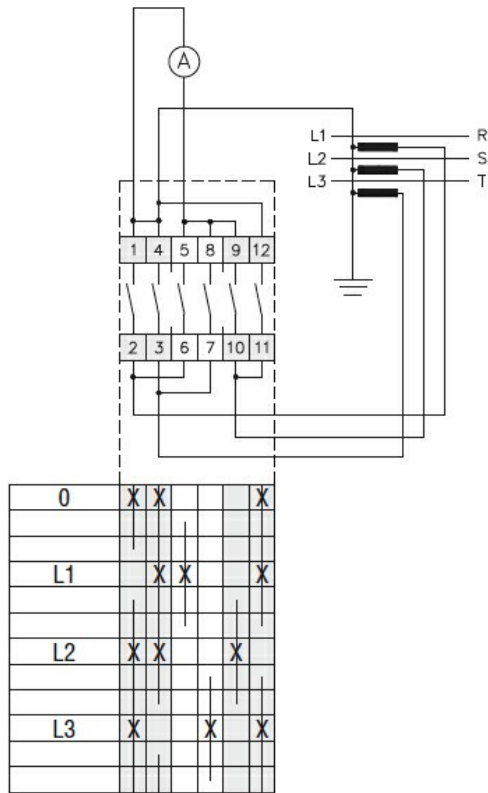 A
L1 R
L2 S
L3 T
1 4 5 8 9 12
2 3 6 7 10 11
0 X X X
L1 X X X
L2 X X X
L3 X X X